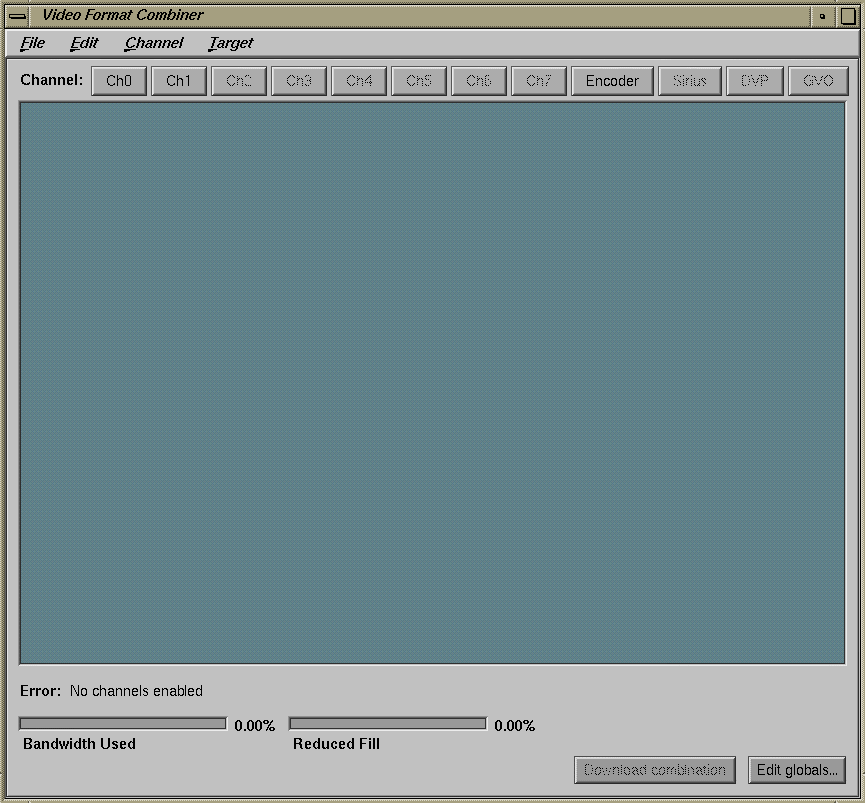 Video Format Combiner
File Edit Channel Target
Channel: Ch0 Ch1 Ch2 Ch3 Ch4 Ch5 Ch6 Ch7 Encoder Sirius DVP GVO
Error: No channels enabled
0.00% 0.00%
Bandwidth Used Reduced Fill
Download combination Edit globals...